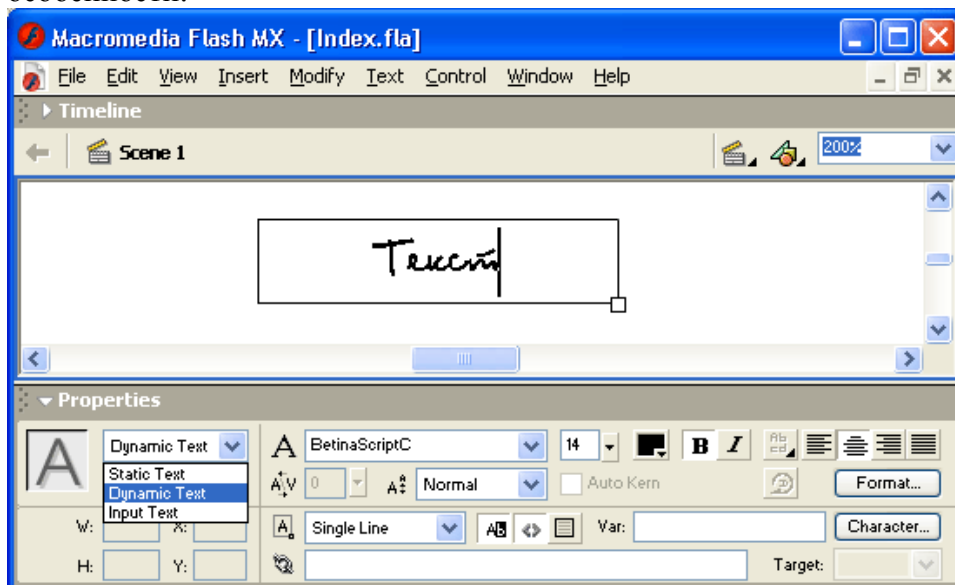 Macromedia Flash MX - [Index.fla]
File Edit View Insert Modify Text Control Window Help
Timeline
Scene 1 200%
Текст
Properties
Dynamic Text A BetinaScriptC 14 B I
Static Text
Dynamic Text
Input Text
A V 0 A Normal Auto Kern Format...
W: X: A Single Line AB <> Var: Character...
H: Y: Target: